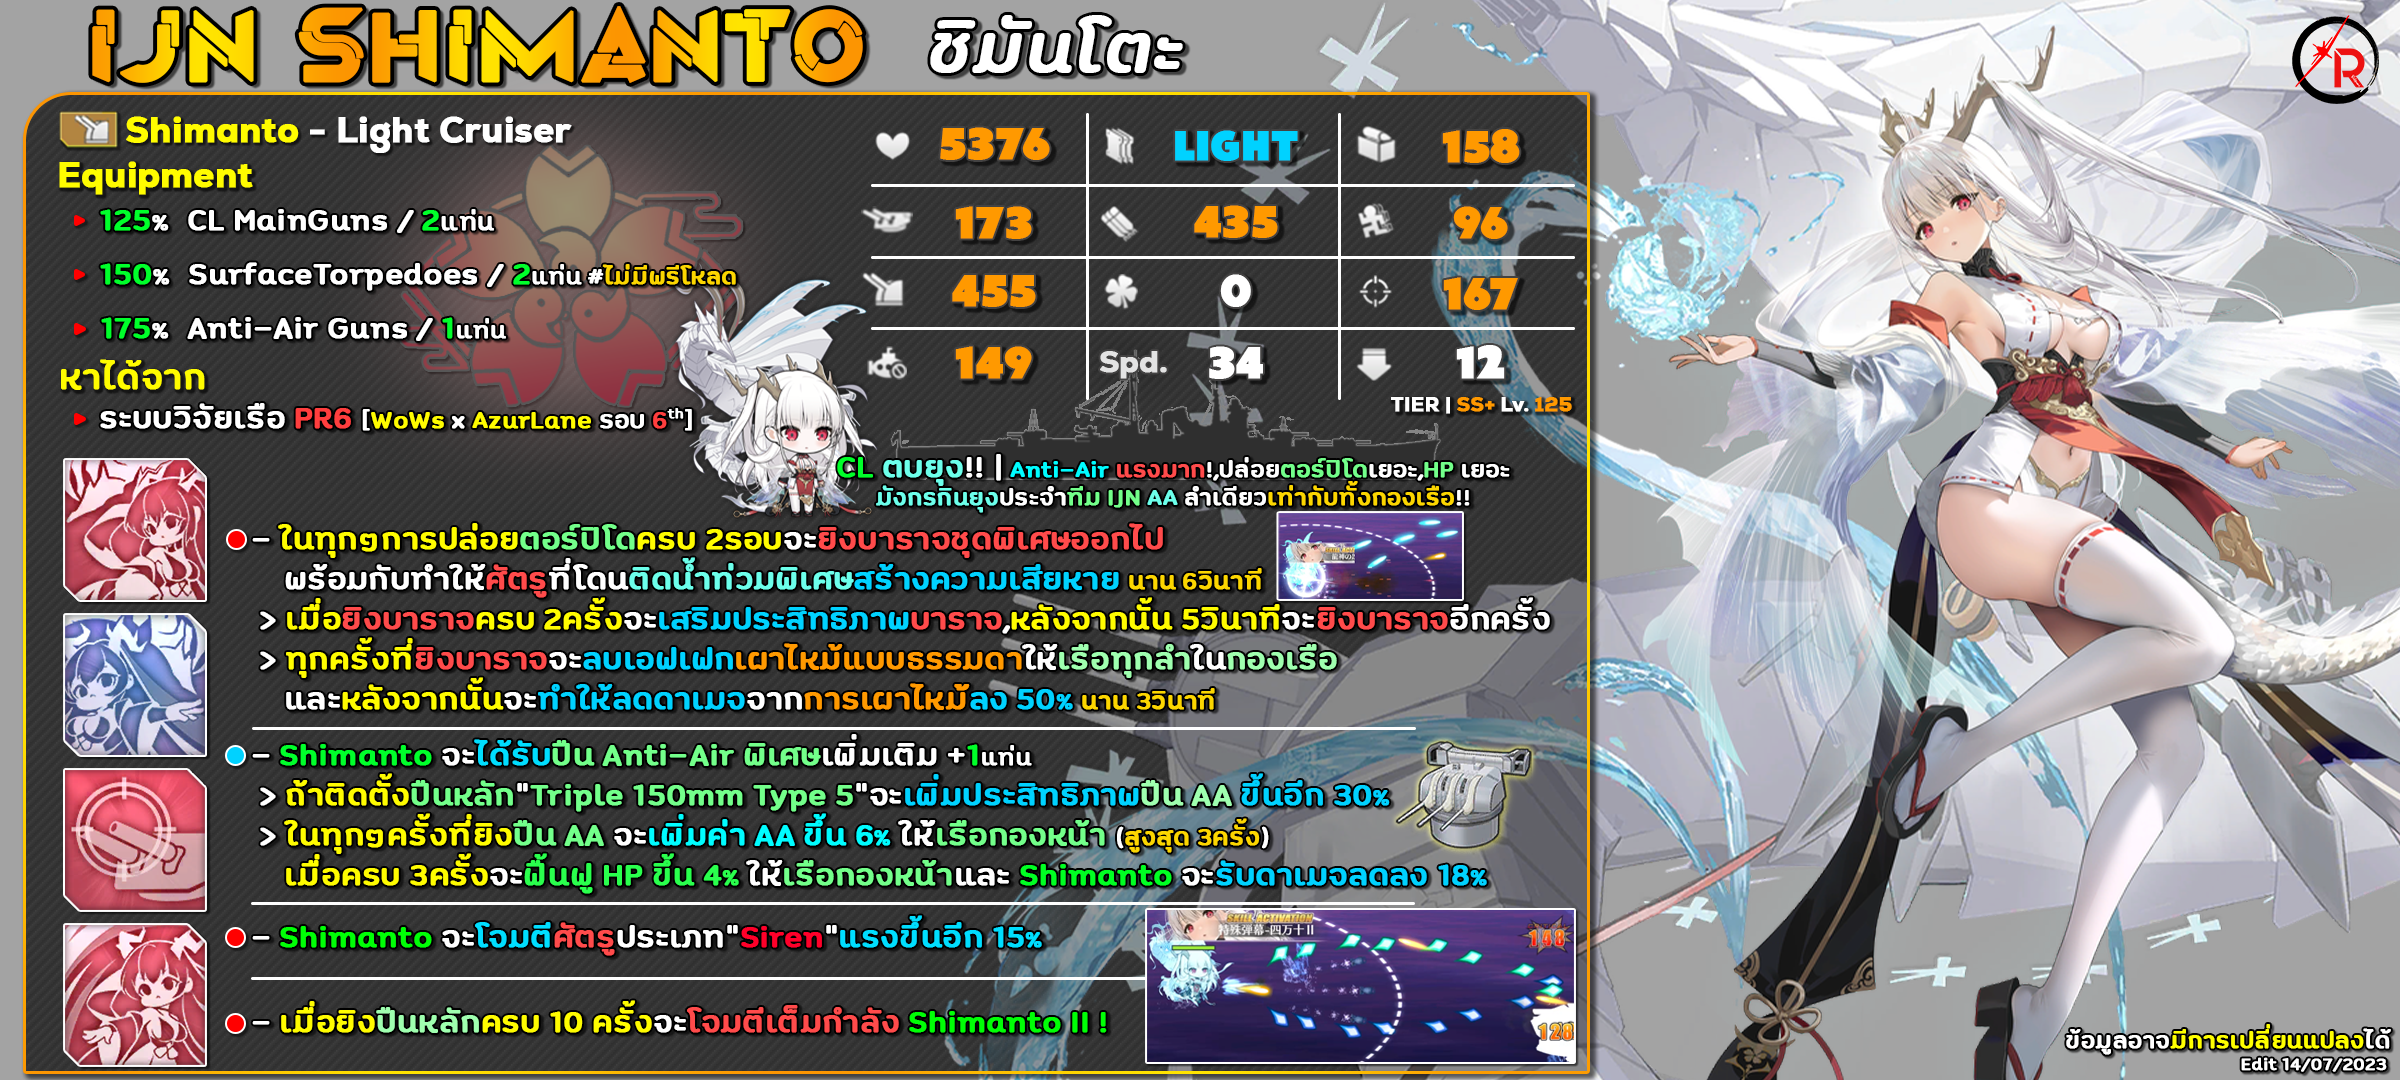 IJN SHIMANTO ชิมันโตะ
R
Shimanto - Light Cruiser
Equipment
125% CL MainGuns / 2แท่น
150% SurfaceTorpedoes / 2แท่น #ไม่มีพรีโหลด
175% Anti-Air Guns / 1แท่น
หาได้จาก
ระบบวิจัยเรือ PR6 [WoWs x AzurLane รอบ 6th]
5376 LIGHT 158
173 435 96
455 0 167
149 Spd. 34 12
TIER | SS+ Lv. 125
CL ตบยุง!! | Anti-Air แรงมาก!,ปล่อยตอร์ปิโดเยอะ,HP เยอะ
มังกรกินยุงประจำทีม IJN AA ลำเดียวเท่ากับทั้งกองเรือ!!
- ในทุกๆการปล่อยตอร์ปิโดครบ 2รอบจะยิงบาราจชุดพิเศษออกไป
พร้อมกับทำให้ศัตรูที่โดนติดน้ำท่วมพิเศษสร้างความเสียหาย นาน 6วินาที
> เมื่อยิงบาราจครบ 2ครั้งจะเสริมประสิทธิภาพบาราจ,หลังจากนั้น 5วินาทีจะยิงบาราจอีกครั้ง
> ทุกครั้งที่ยิงบาราจจะลบเอฟเฟกเผาไหม้แบบธรรมดาให้เรือทุกลำในกองเรือ
และหลังจากนั้นจะทำให้ลดดาเมจจากการเผาไหม้ลง 50% นาน 3วินาที
- Shimanto จะได้รับปืน Anti-Air พิเศษเพิ่มเติม +1แท่น
> ถ้าติดตั้งปืนหลัก"Triple 150mm Type 5"จะเพิ่มประสิทธิภาพปืน AA ขึ้นอีก 30%
> ในทุกๆครั้งที่ยิงปืน AA จะเพิ่มค่า AA ขึ้น 6% ให้เรือกองหน้า (สูงสุด 3ครั้ง)
เมื่อครบ 3ครั้งจะฟื้นฟู HP ขึ้น 4% ให้เรือกองหน้าและ Shimanto จะรับดาเมจลดลง 18%
- Shimanto จะโจมตีศัตรูประเภท"Siren"แรงขึ้นอีก 15%
SKILL ACTIVATION
特殊弾幕-四万十II
148
128
- เมื่อยิงปืนหลักครบ 10 ครั้งจะโจมตีเต็มกำลัง Shimanto II !
ข้อมูลอาจมีการเปลี่ยนแปลงได้
Edit 14/07/2023